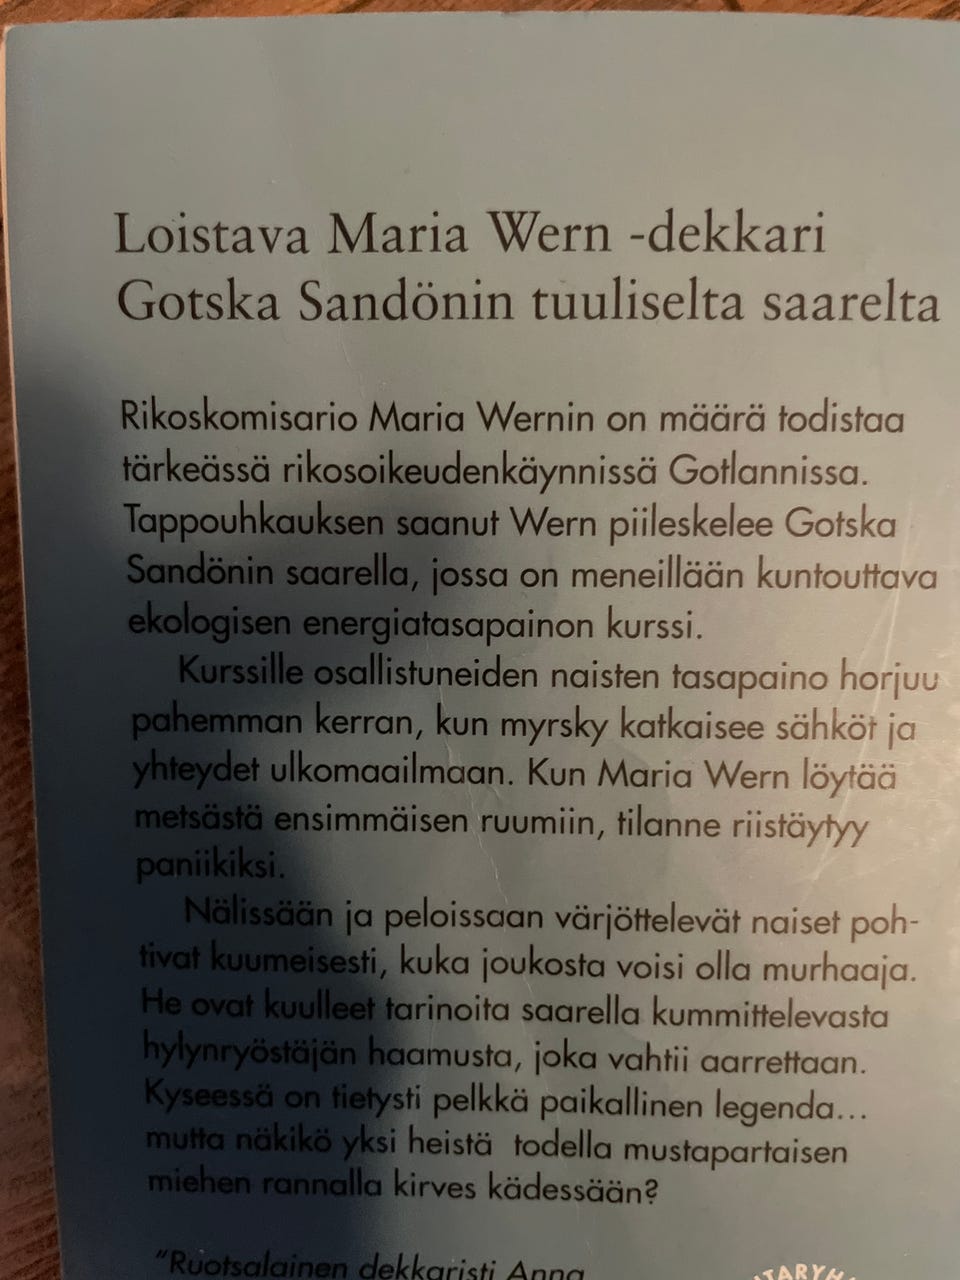 Loistava Maria Wern -dekkari
Gotska Sandönin tuuliselta saarelta
Rikoskomisario Maria Wernin on määrä todistaa
tärkeässä rikosoikeudenkäynnissä Gotlannissa.
Tappouhkauksen saanut Wern piileskelee Gotska
Sandönin saarella, jossa on meneillään kuntouttava
ekologisen energiatasapainon kurssi.
Kurssille osallistuneiden naisten tasapaino horjuu
pahemman kerran, kun myrsky katkaisee sähköt ja
yhteydet ulkomaailmaan. Kun Maria Wern löytää
metsästä ensimmäisen ruumiin, tilanne riistäytyy
paniikiksi.
Nälissään ja peloissaan värjöttelevät naiset poh-
tivat kuumeisesti, kuka joukosta voisi olla murhaaja.
He ovat kuulleet tarinoita saarella kummittelevasta
hylynryöstäjän haamusta, joka vahtii aarrettaan.
Kyseessä on tietysti pelkkä paikallinen legenda...
mutta näkikö yksi heistä todella mustapartaisen
miehen rannalla kirves kädessään?
"Ruotsalainen dekkaristi Anna